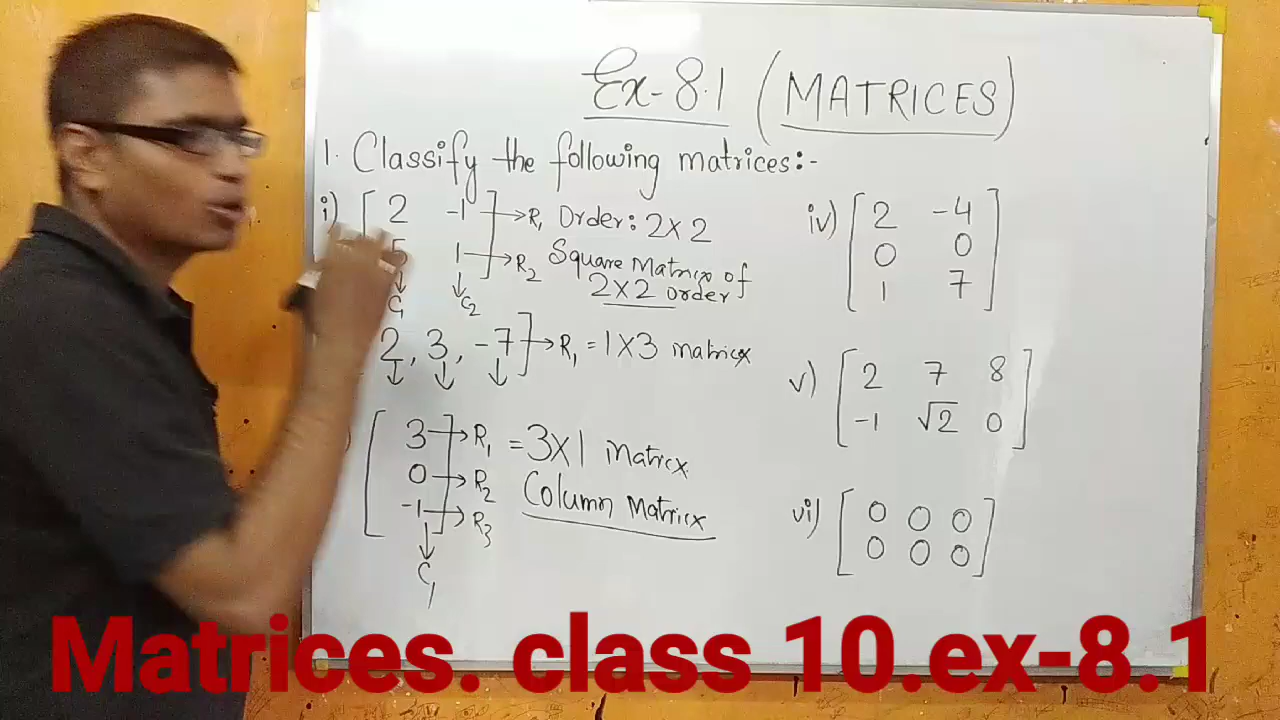 Ex-8.1 (MATRICES)
1. Classify the following matrices:-
i) [ 2 -1 ] → R1 Order: 2×2
5 1 → R2 Square Matrix of
C1 C2 2×2 order
2, 3, -7 ] → R1 = 1×3 matrix
[ 3 → R1 = 3×1 Matrix
0 → R2 Column Matrix
-1 ] → R3
C1
iv) [ 2 -4
0 0
1 7 ]
v) [ 2 7 8
-1 √2 0 ]
vi) [ 0 0 0
0 0 0 ]
Matrices. class 10.ex-8.1